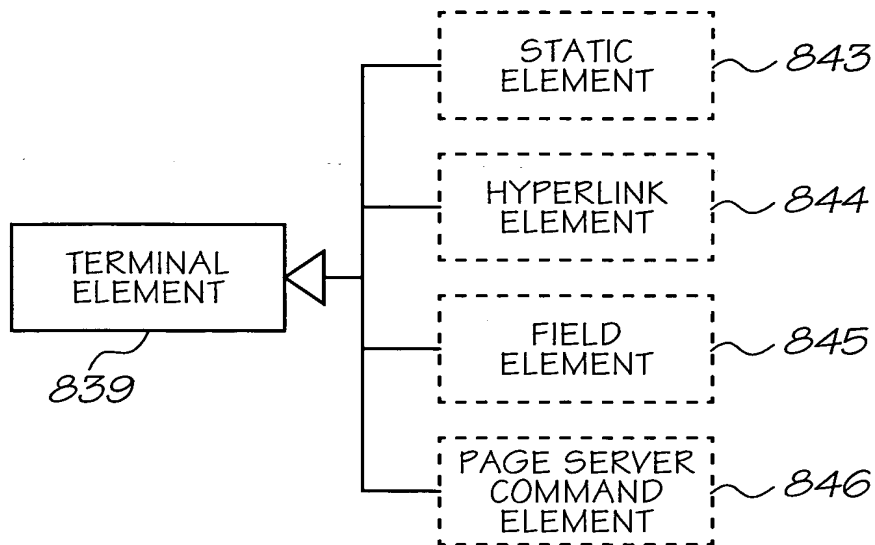 STATIC
ELEMENT
843
HYPERLINK
ELEMENT
844
TERMINAL
ELEMENT
839
FIELD
ELEMENT
845
PAGE SERVER
COMMAND
ELEMENT
846